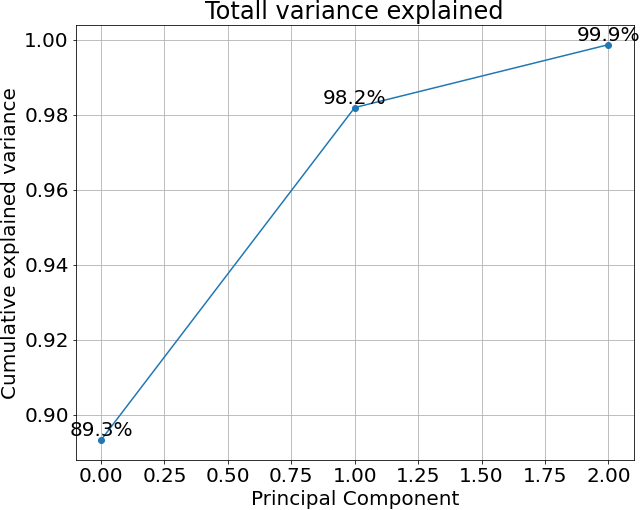 Totall variance explained
Cumulative explained variance
1.00
0.98
0.96
0.94
0.92
0.90
89.3%
98.2%
99.9%
0.00 0.25 0.50 0.75 1.00 1.25 1.50 1.75 2.00
Principal Component